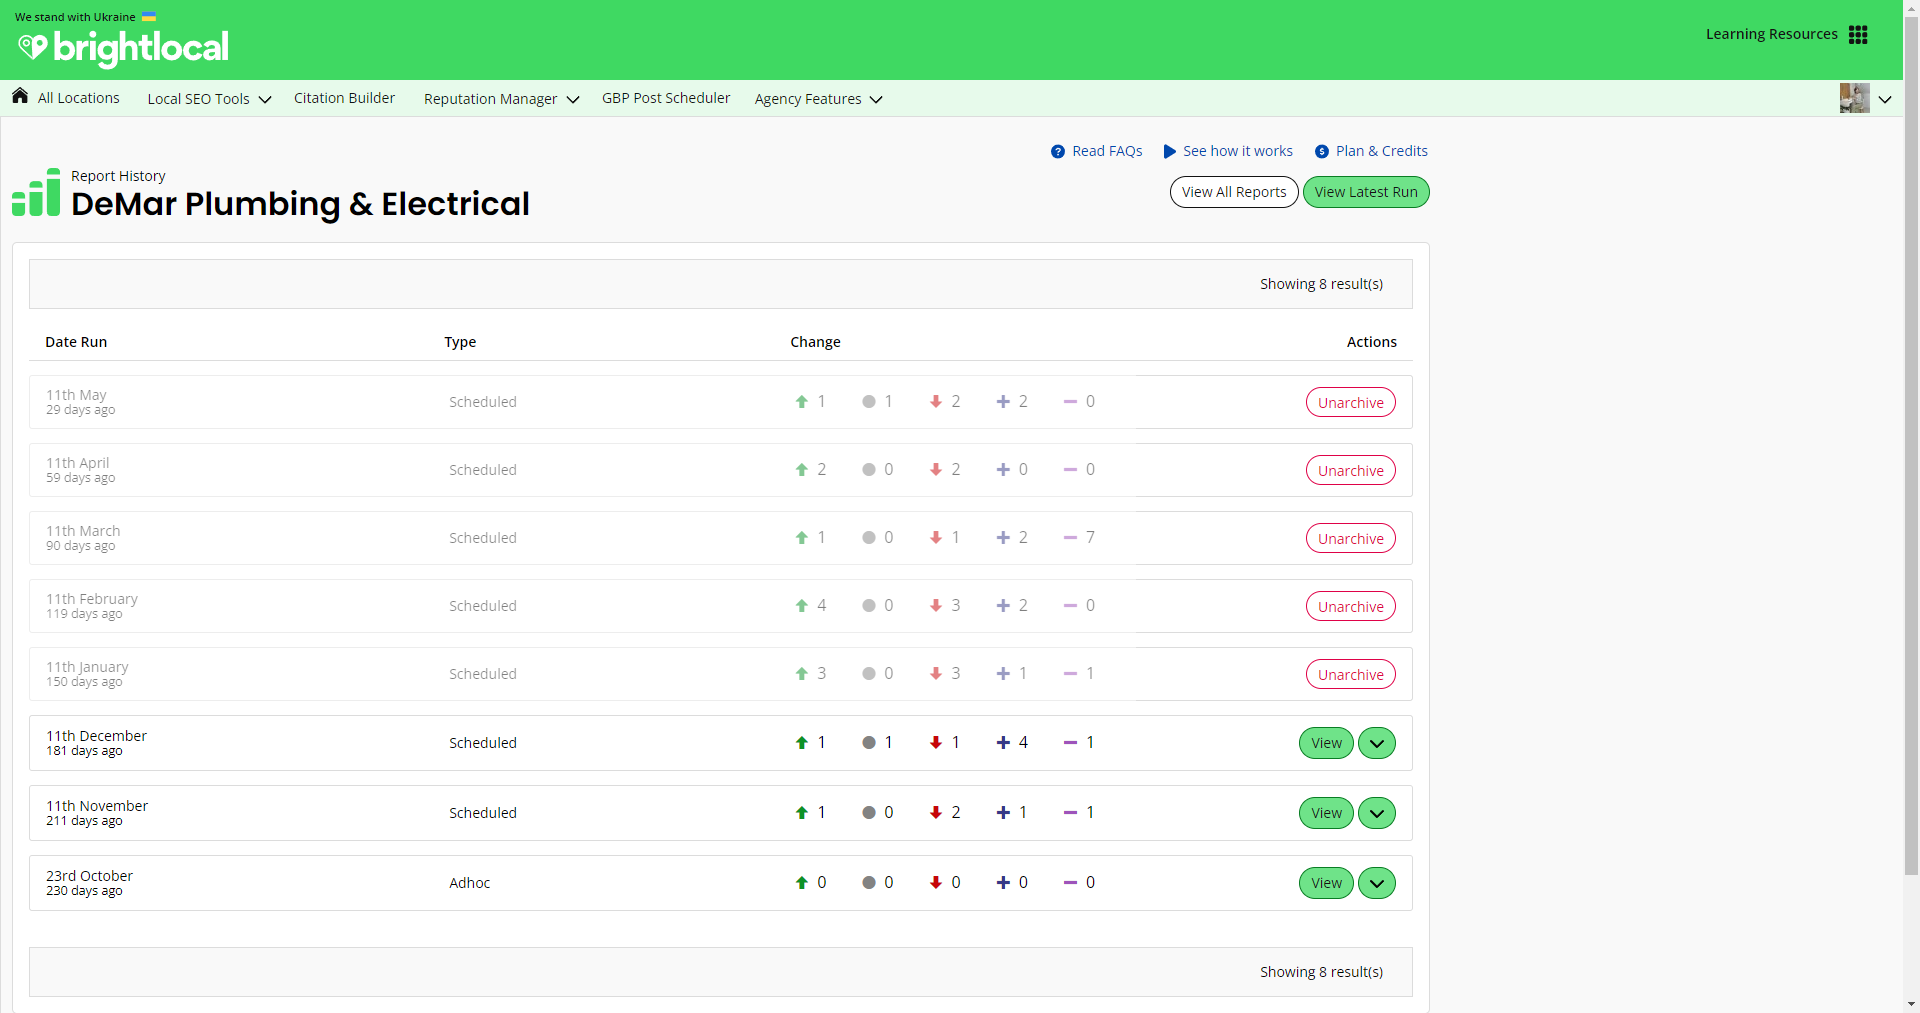 We stand with Ukraine
brightlocal
Learning Resources
All Locations
Local SEO Tools
Citation Builder
Reputation Manager
GBP Post Scheduler
Agency Features
Read FAQs
See how it works
Plan & Credits
Report History
DeMar Plumbing & Electrical
View All Reports
View Latest Run
Showing 8 result(s)
Date Run Type Change Actions
11th May
29 days ago
Scheduled
1 1 2 2 0
Unarchive
11th April
59 days ago
Scheduled
2 0 2 0 0
Unarchive
11th March
90 days ago
Scheduled
1 0 1 2 7
Unarchive
11th February
119 days ago
Scheduled
4 0 3 2 0
Unarchive
11th January
150 days ago
Scheduled
3 0 3 1 1
Unarchive
11th December
181 days ago
Scheduled
1 1 1 4 1
View
11th November
211 days ago
Scheduled
1 0 2 1 1
View
23rd October
230 days ago
Adhoc
0 0 0 0 0
View
Showing 8 result(s)